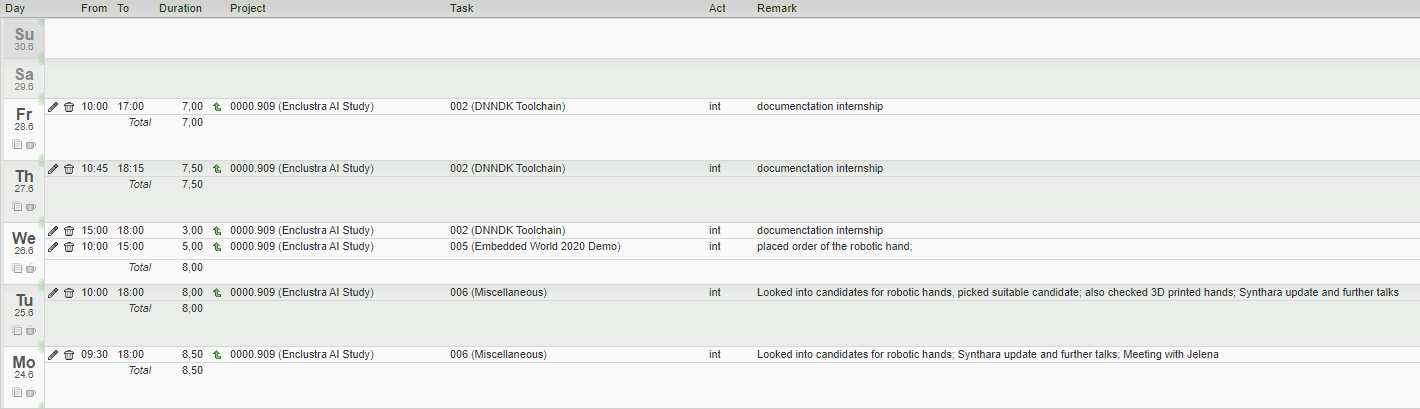 Day From To Duration Project Task Act Remark
Su
30.6
Sa
29.6
Fr
28.6
10:00 17:00 7,00 0000.909 (Enclustra AI Study) 002 (DNNDK Toolchain) int documenctation internship
Total 7,00
Th
27.6
10:45 18:15 7,50 0000.909 (Enclustra AI Study) 002 (DNNDK Toolchain) int documenctation internship
Total 7,50
We
26.6
15:00 18:00 3,00 0000.909 (Enclustra AI Study) 002 (DNNDK Toolchain) int documenctation internship
10:00 15:00 5,00 0000.909 (Enclustra AI Study) 005 (Embedded World 2020 Demo) int placed order of the robotic hand;
Total 8,00
Tu
25.6
10:00 18:00 8,00 0000.909 (Enclustra AI Study) 006 (Miscellaneous) int Looked into candidates for robotic hands, picked suitable candidate; also checked 3D printed hands; Synthara update and further talks
Total 8,00
Mo
24.6
09:30 18:00 8,50 0000.909 (Enclustra AI Study) 006 (Miscellaneous) int Looked into candidates for robotic hands; Synthara update and further talks; Meeting with Jelena
Total 8,50